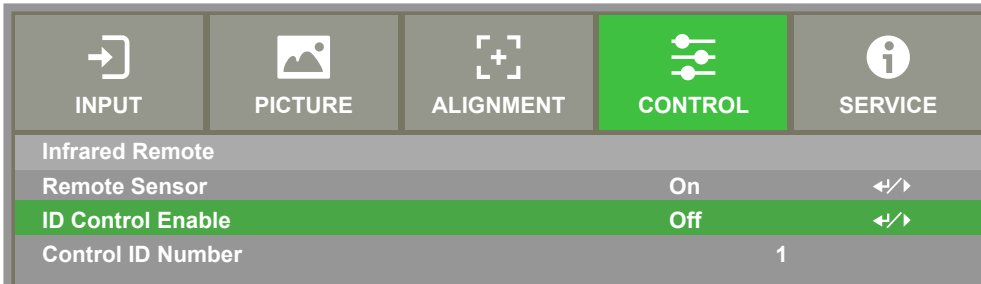 INPUT PICTURE ALIGNMENT CONTROL SERVICE
Infrared Remote
Remote Sensor On
ID Control Enable Off
Control ID Number 1